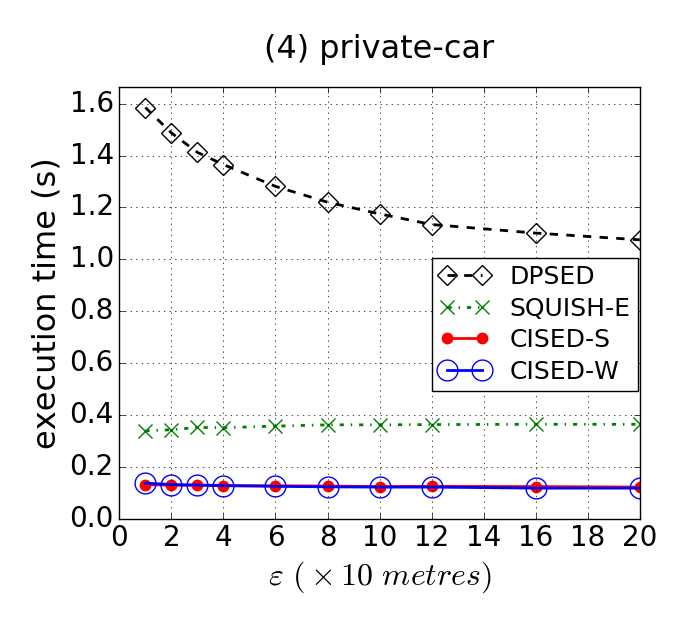 (4) private-car
execution time (s)
1.6
1.4
1.2
1.0
0.8
0.6
0.4
0.2
0.0
DPSED
SQUISH-E
CISED-S
CISED-W
0 2 4 6 8 10 12 14 16 18 20
ε (×10 metres)